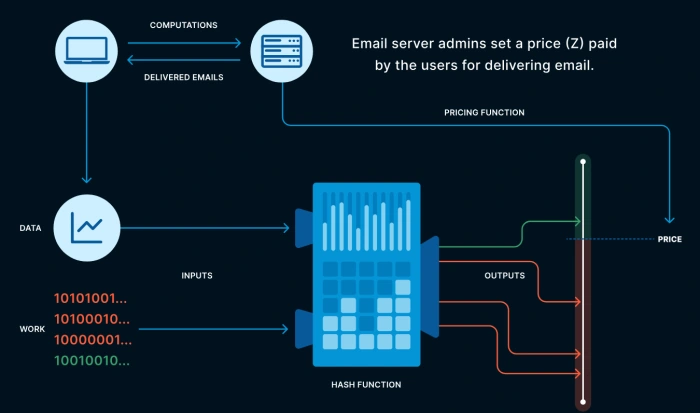 COMPUTATIONS
DELIVERED EMAILS
Email server admins set a price (Z) paid
by the users for delivering email.
PRICING FUNCTION
DATA
PRICE
INPUTS
OUTPUTS
10101001...
10100010...
WORK
10000001...
10010010...
HASH FUNCTION